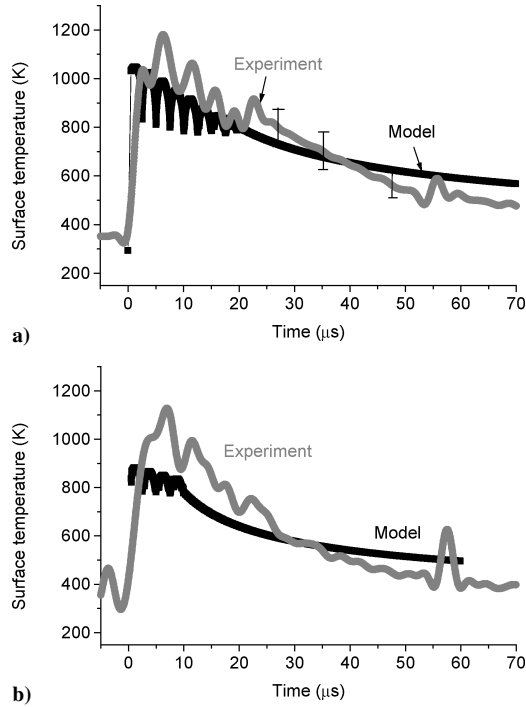 1200
1000
800
600
400
200
Surface temperature (K)
Experiment
Model
0 10 20 30 40 50 60 70
Time (μs)
a)
1200
1000
800
600
400
200
Surface temperature (K)
Experiment
Model
0 10 20 30 40 50 60 70
Time (μs)
b)